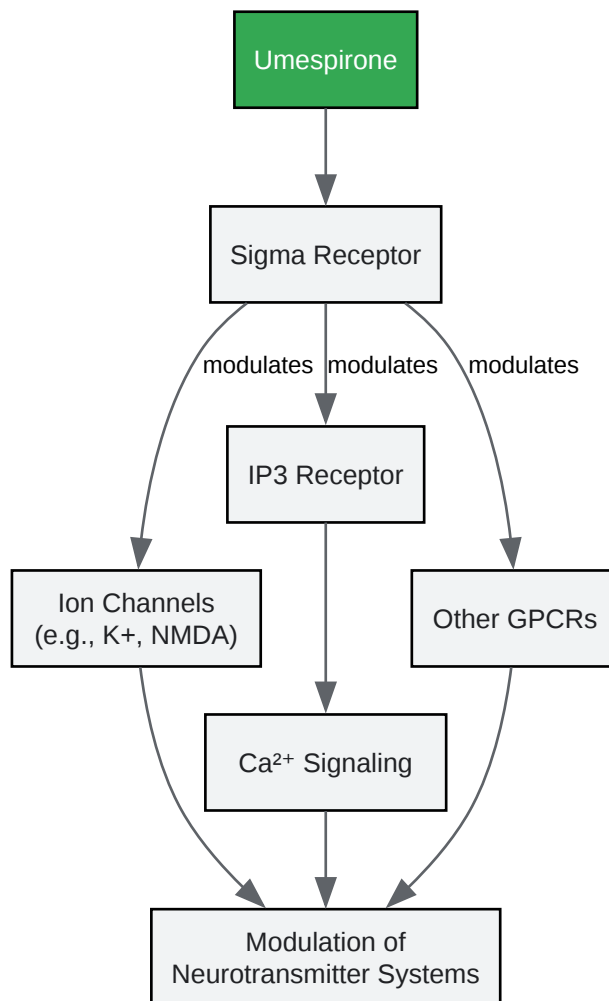 Umespirone
Sigma Receptor
modulates modulates modulates
IP3 Receptor
Ion Channels
(e.g., K+, NMDA)
Other GPCRs
Ca²⁺ Signaling
Modulation of
Neurotransmitter Systems